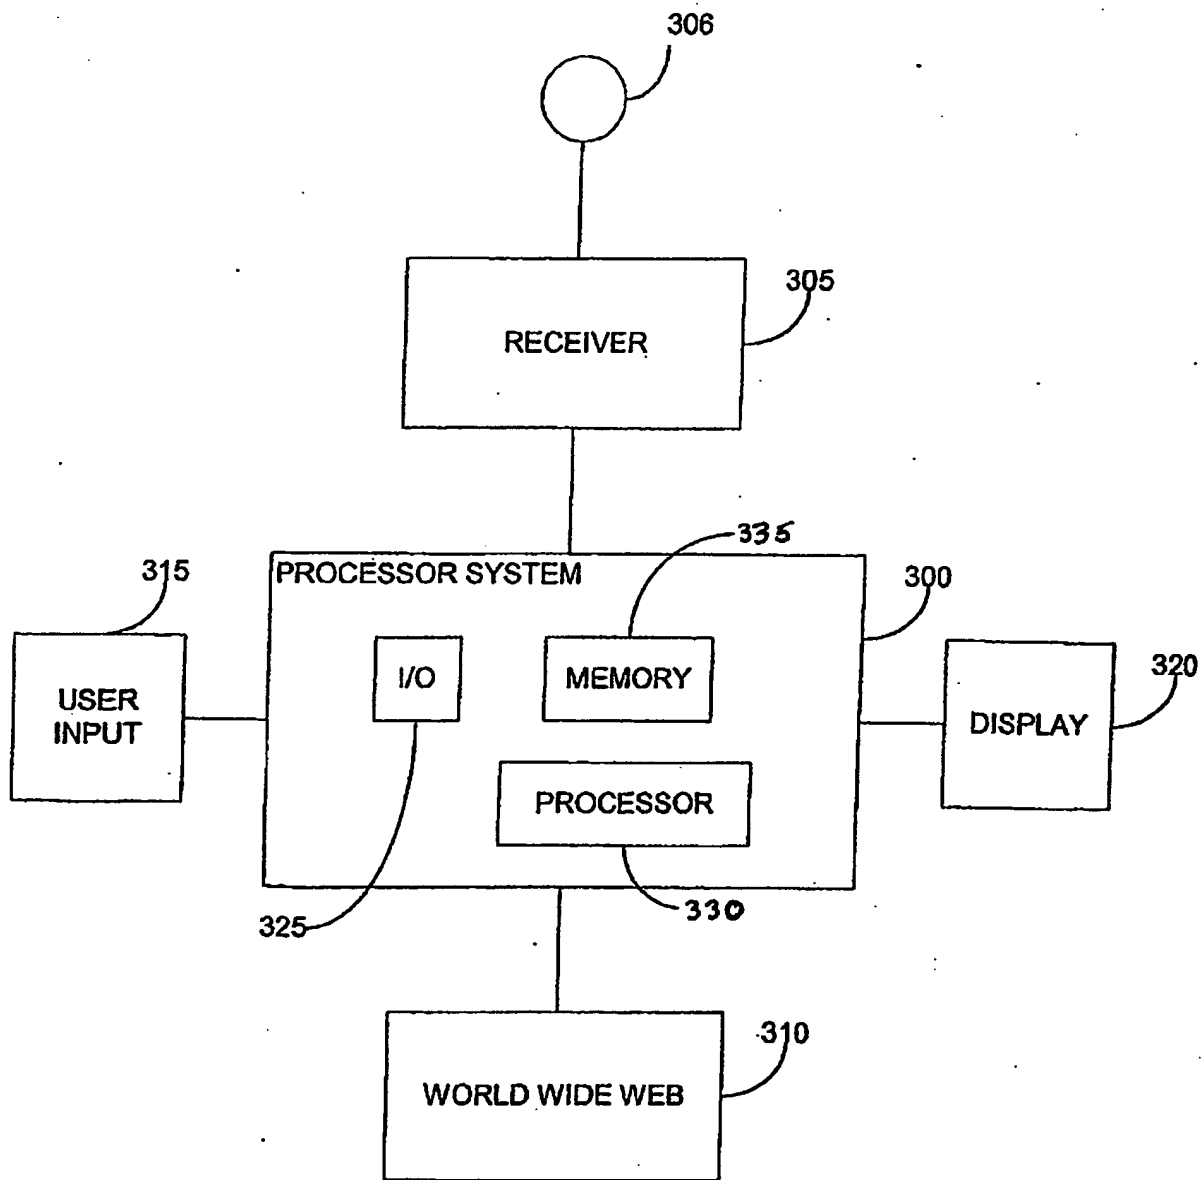 306
305
RECEIVER
335
315
PROCESSOR SYSTEM
300
320
I/O
MEMORY
USER
INPUT
DISPLAY
PROCESSOR
325
330
310
WORLD WIDE WEB